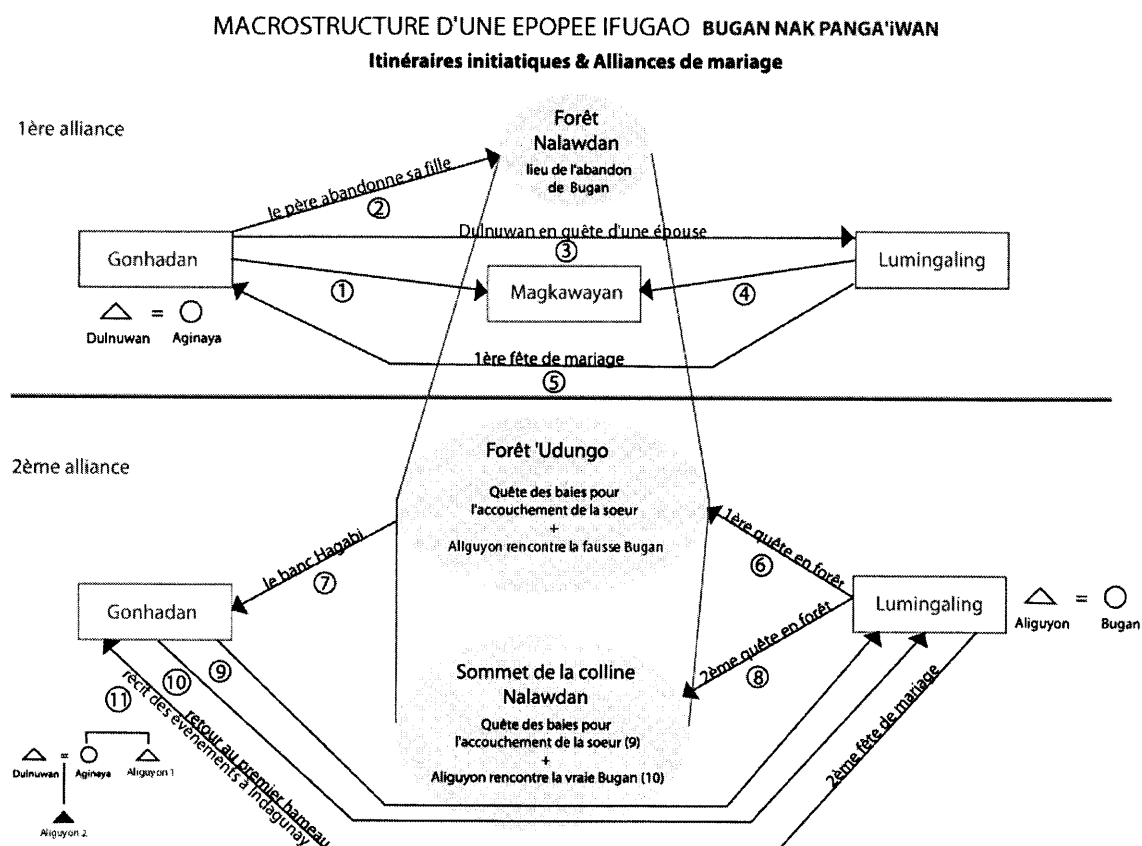 MACROSTRUCTURE D'UNE EPOPEE IFUGAO BUGAN NAK PANGA'iWAN
Itinéraires initiatiques & Alliances de mariage
1ère alliance
Forêt
Nalawdan
lieu de l'abandon
de Bugan
le père abandonne sa fille
②
Dulnuwan en quête d'une épouse
③
Gonhadan
Magkawayan
Lumingaling
①
④
△ = ○
Dulnuwan Aginaya
1ère fête de mariage
⑤
2ème alliance
Forêt 'Udungo
Quête des baies pour
l'accouchement de la soeur
+
Aliguyon rencontre la fausse Bugan
le banc Hagabi
⑦
1ère quête en forêt
⑥
Gonhadan
Lumingaling
△ = ○
Aliguyon Bugan
2ème quête en forêt
⑧
Sommet de la colline
Nalawdan
Quête des baies pour
l'accouchement de la soeur (9)
+
Aliguyon rencontre la vraie Bugan (10)
⑨
⑩
⑪
retour au premier hameau
récit des événements à Indagunay
2ème fête de mariage
Dulnuwan = Aginaya Aliguyon 1
Aliguyon 2